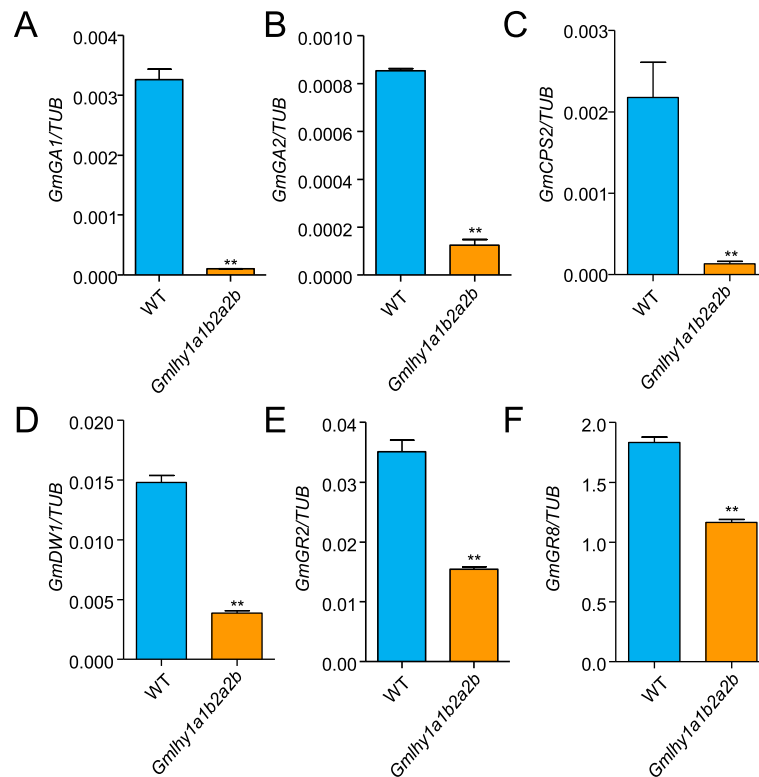 A
GmGA1/TUB
0.004
0.003
0.002
0.001
0.000
**
WT
Gmlhy1a1b2a2b
B
GmGA2/TUB
0.0010
0.0008
0.0006
0.0004
0.0002
0.0000
**
WT
Gmlhy1a1b2a2b
C
GmCPS2/TUB
0.003
0.002
0.001
0.000
**
WT
Gmlhy1a1b2a2b
D
GmDW1/TUB
0.020
0.015
0.010
0.005
0.000
**
WT
Gmlhy1a1b2a2b
E
GmGR2/TUB
0.04
0.03
0.02
0.01
0.00
**
WT
Gmlhy1a1b2a2b
F
GmGR8/TUB
2.0
1.5
1.0
0.5
0.0
**
WT
Gmlhy1a1b2a2b